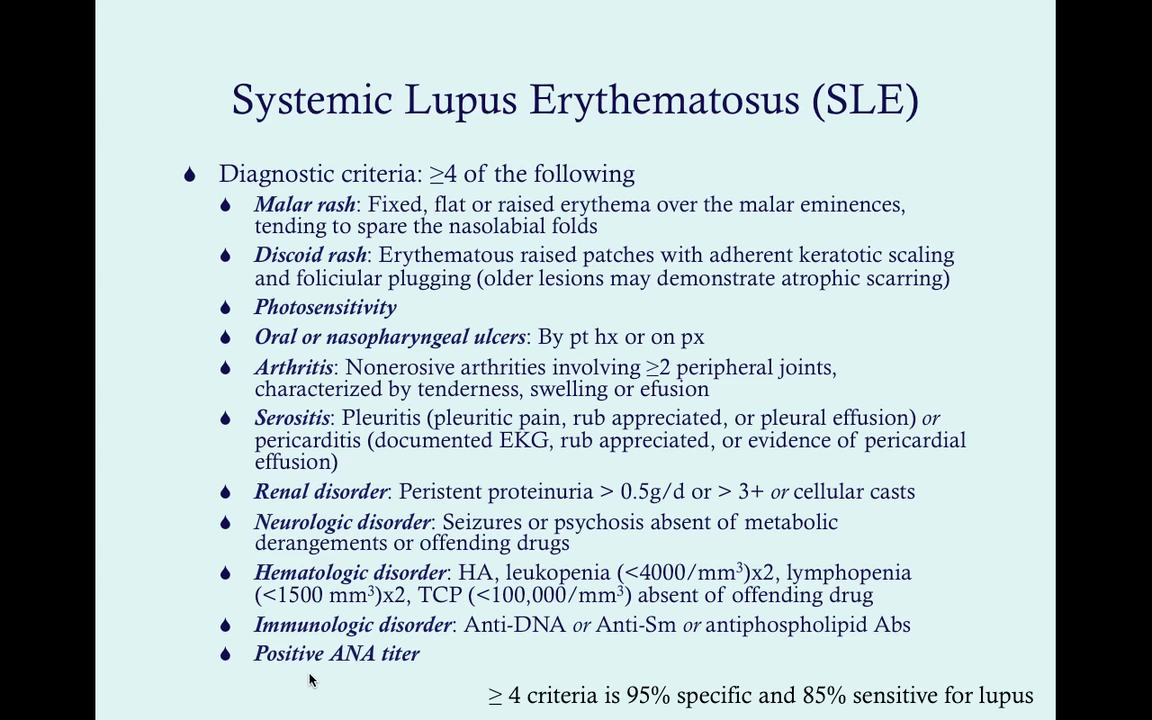 Systemic Lupus Erythematosus (SLE)
Diagnostic criteria: ≥4 of the following
Malar rash: Fixed, flat or raised erythema over the malar eminences,
tending to spare the nasolabial folds
Discoid rash: Erythematous raised patches with adherent keratotic scaling
and foliciular plugging (older lesions may demonstrate atrophic scarring)
Photosensitivity
Oral or nasopharyngeal ulcers: By pt hx or on px
Arthritis: Nonerosive arthrities involving ≥2 peripheral joints,
characterized by tenderness, swelling or efusion
Serositis: Pleuritis (pleuritic pain, rub appreciated, or pleural effusion) or
pericarditis (documented EKG, rub appreciated, or evidence of pericardial
effusion)
Renal disorder: Peristent proteinuria > 0.5g/d or > 3+ or cellular casts
Neurologic disorder: Seizures or psychosis absent of metabolic
derangements or offending drugs
Hematologic disorder: HA, leukopenia (<4000/mm³)x2, lymphopenia
(<1500 mm³)x2, TCP (<100,000/mm³) absent of offending drug
Immunologic disorder: Anti-DNA or Anti-Sm or antiphospholipid Abs
Positive ANA titer
≥ 4 criteria is 95% specific and 85% sensitive for lupus